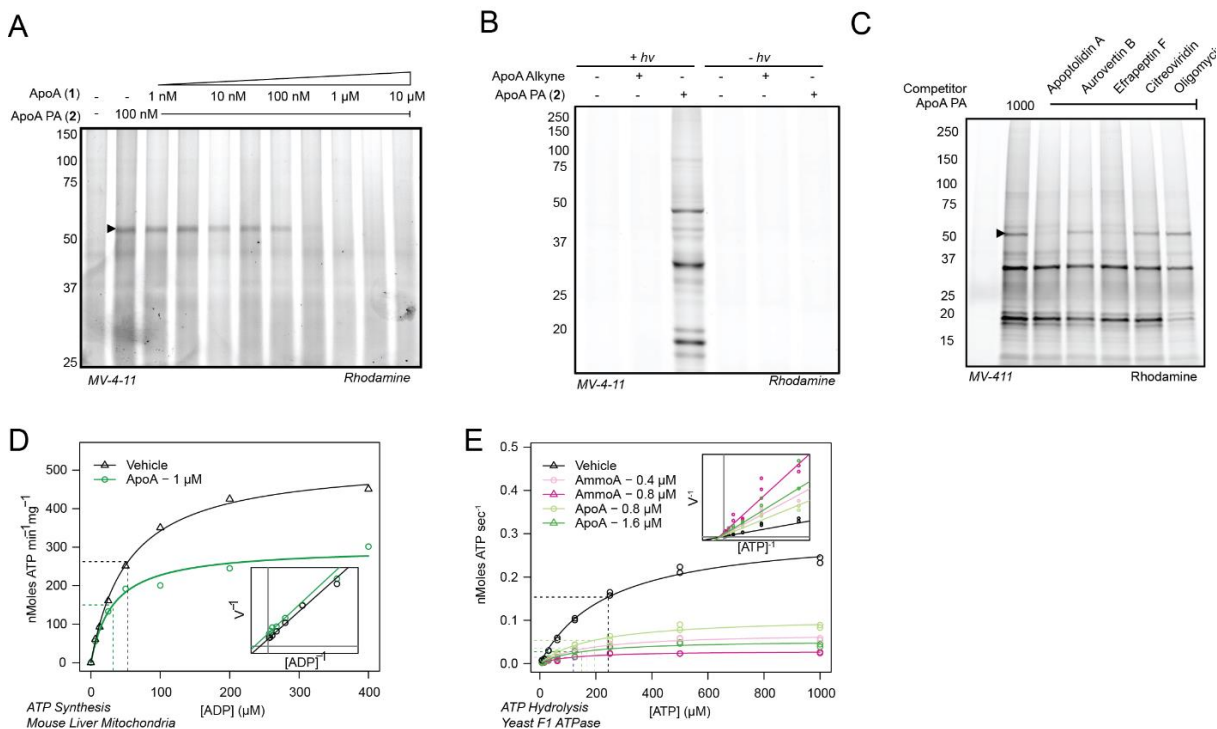 A
ApoA (1) - - 1 nM 10 nM 100 nM 1 µM 10 µM
ApoA PA (2) - 100 nM
150
100
75
50
37
25
MV-4-11 Rhodamine
B
+ hv - hv
ApoA Alkyne - + - - + -
ApoA PA (2) - - + - - +
250
150
100
75
50
37
25
20
MV-4-11 Rhodamine
C
Apoptolidin A
Aurovertin B
Efrapeptin F
Citreoviridin
Oligomycin
Competitor
ApoA PA 1000
250
150
100
75
50
37
25
20
15
MV-411 Rhodamine
D
Vehicle
ApoA – 1 µM
nMoles ATP min⁻¹mg⁻¹
500
400
300
200
100
0
0 100 200 300 400
[ADP] (µM)
V⁻¹
[ADP]⁻¹
ATP Synthesis
Mouse Liver Mitochondria
E
Vehicle
AmmoA – 0.4 µM
AmmoA – 0.8 µM
ApoA – 0.8 µM
ApoA – 1.6 µM
nMoles ATP sec⁻¹
0.5
0.4
0.3
0.2
0.1
0.0
0 200 400 600 800 1000
[ATP] (µM)
V⁻¹
[ATP]⁻¹
ATP Hydrolysis
Yeast F1 ATPase